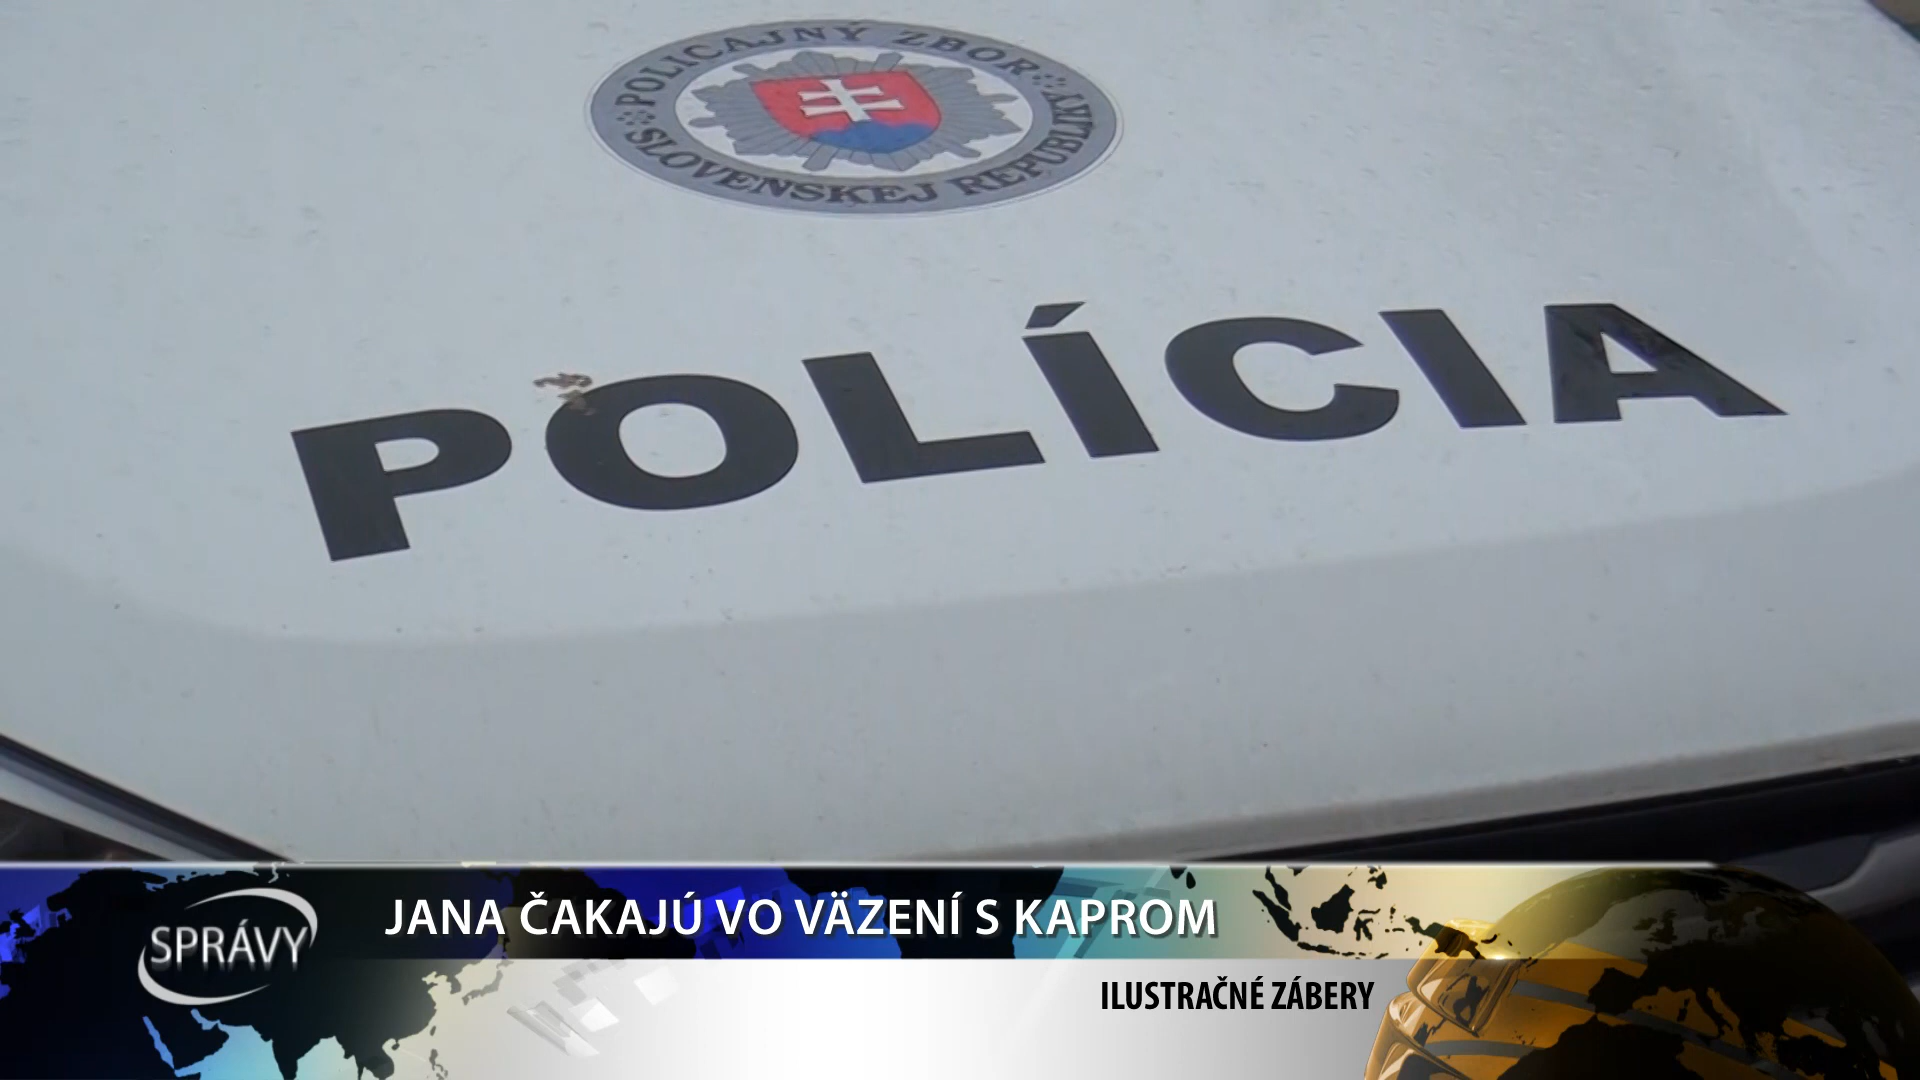 POLICAJNÝ ZBOR
SLOVENSKEJ REPUBLIKY
POLÍCIA
SPRÁVY
JANA ČAKAJÚ VO VÄZENÍ S KAPROM
ILUSTRAČNÉ ZÁBERY